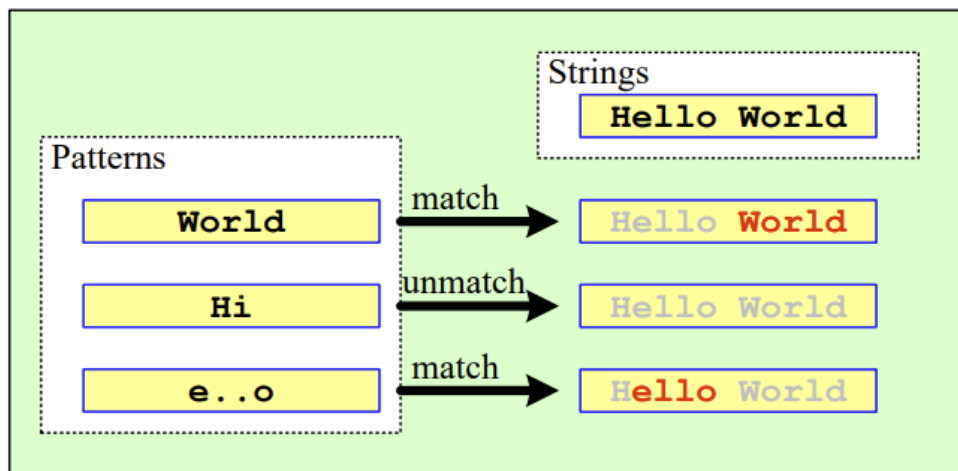 Strings
Hello World
Patterns
World
match
Hello World
Hi
unmatch
Hello World
e..o
match
Hello World